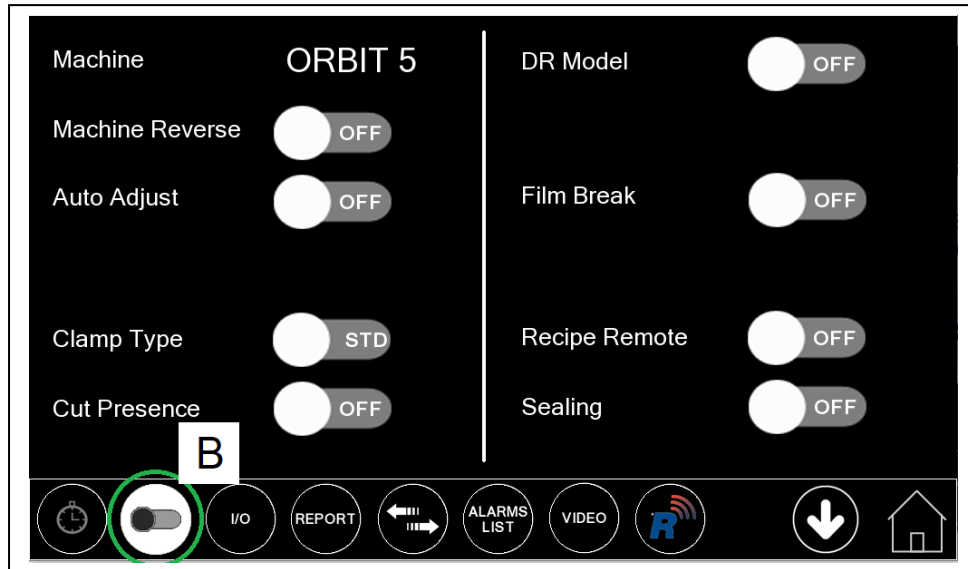 Machine ORBIT 5
Machine Reverse OFF
Auto Adjust OFF
Clamp Type STD
Cut Presence OFF
DR Model OFF
Film Break OFF
Recipe Remote OFF
Sealing OFF
B
I/O
REPORT
ALARMS
LIST
VIDEO
R